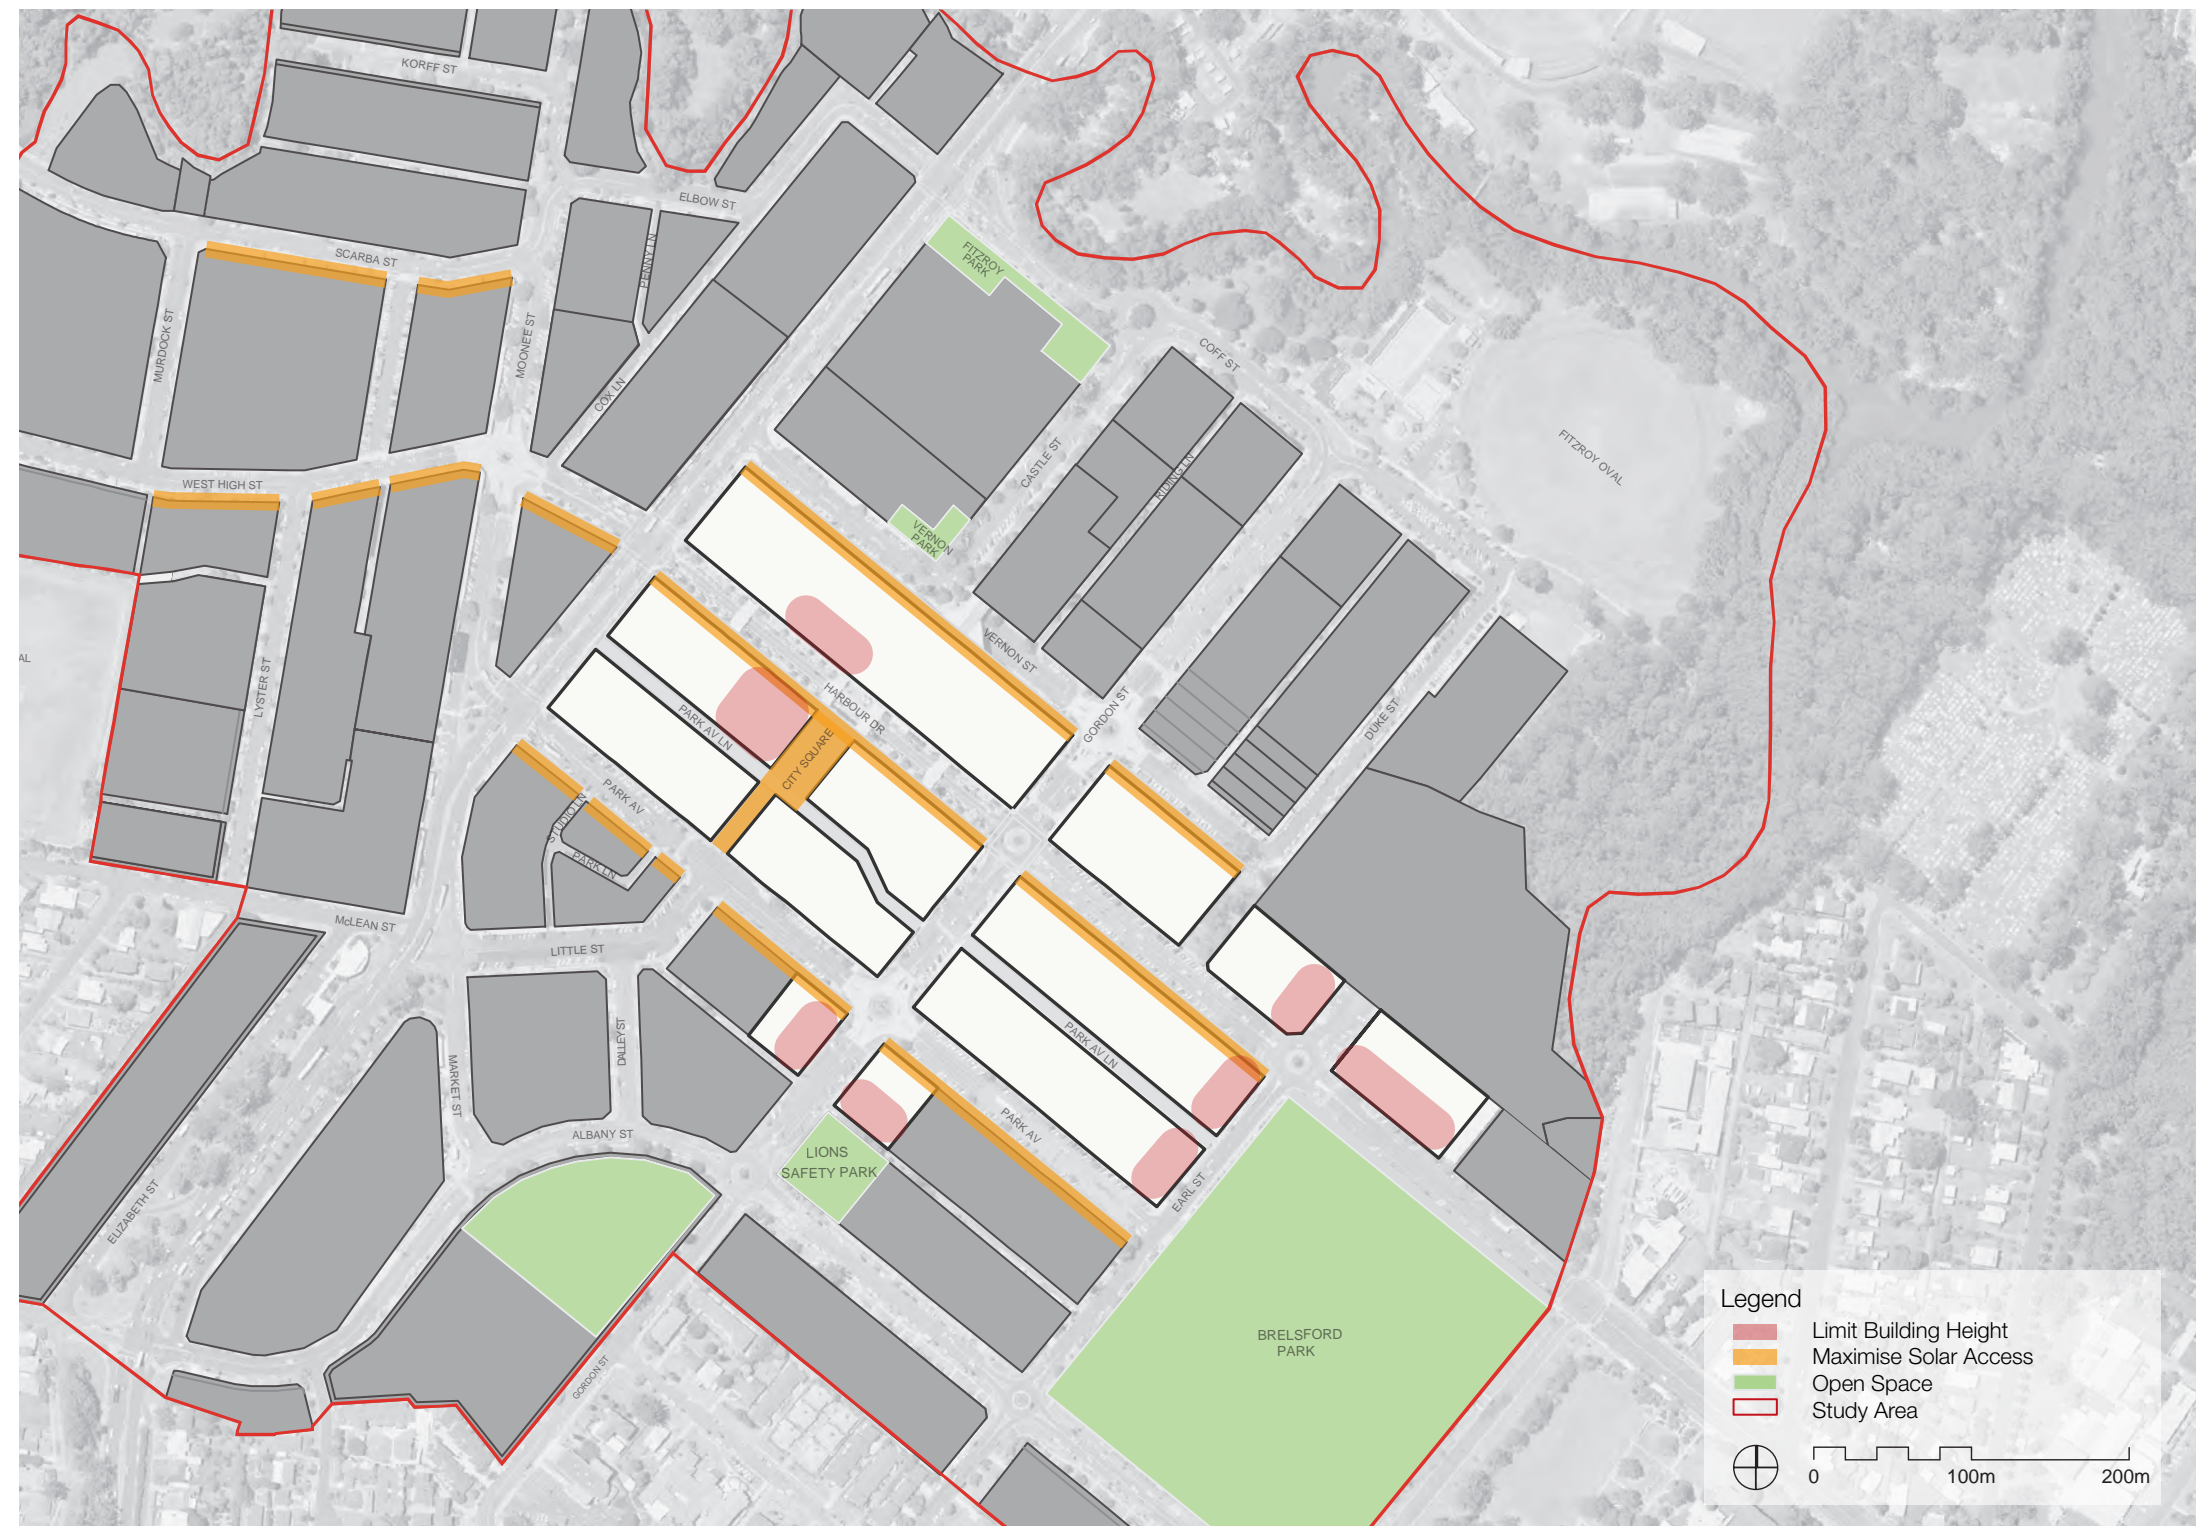 KORFF ST
ELBOW ST
PENNY LN
SCARBA ST
MURDOCK ST
MOONEE ST
COX LN
FITZROY
PARK
COFF ST
CASTLE ST
RIDING LN
FITZROY OVAL
WEST HIGH ST
VERNON
PARK
VERNON ST
GORDON ST
DUKE ST
AL
LYSTER ST
HARBOUR DR
PARK AV LN
CITY SQUARE
PARK AV
STUDIO LN
PARK LN
McLEAN ST
LITTLE ST
DALLEY ST
MARKET ST
ALBANY ST
PARK AV LN
PARK AV
LIONS
SAFETY PARK
EARL ST
ELIZABETH ST
GORDON ST
BRELSFORD
PARK
Legend
Limit Building Height
Maximise Solar Access
Open Space
Study Area
0 100m 200m